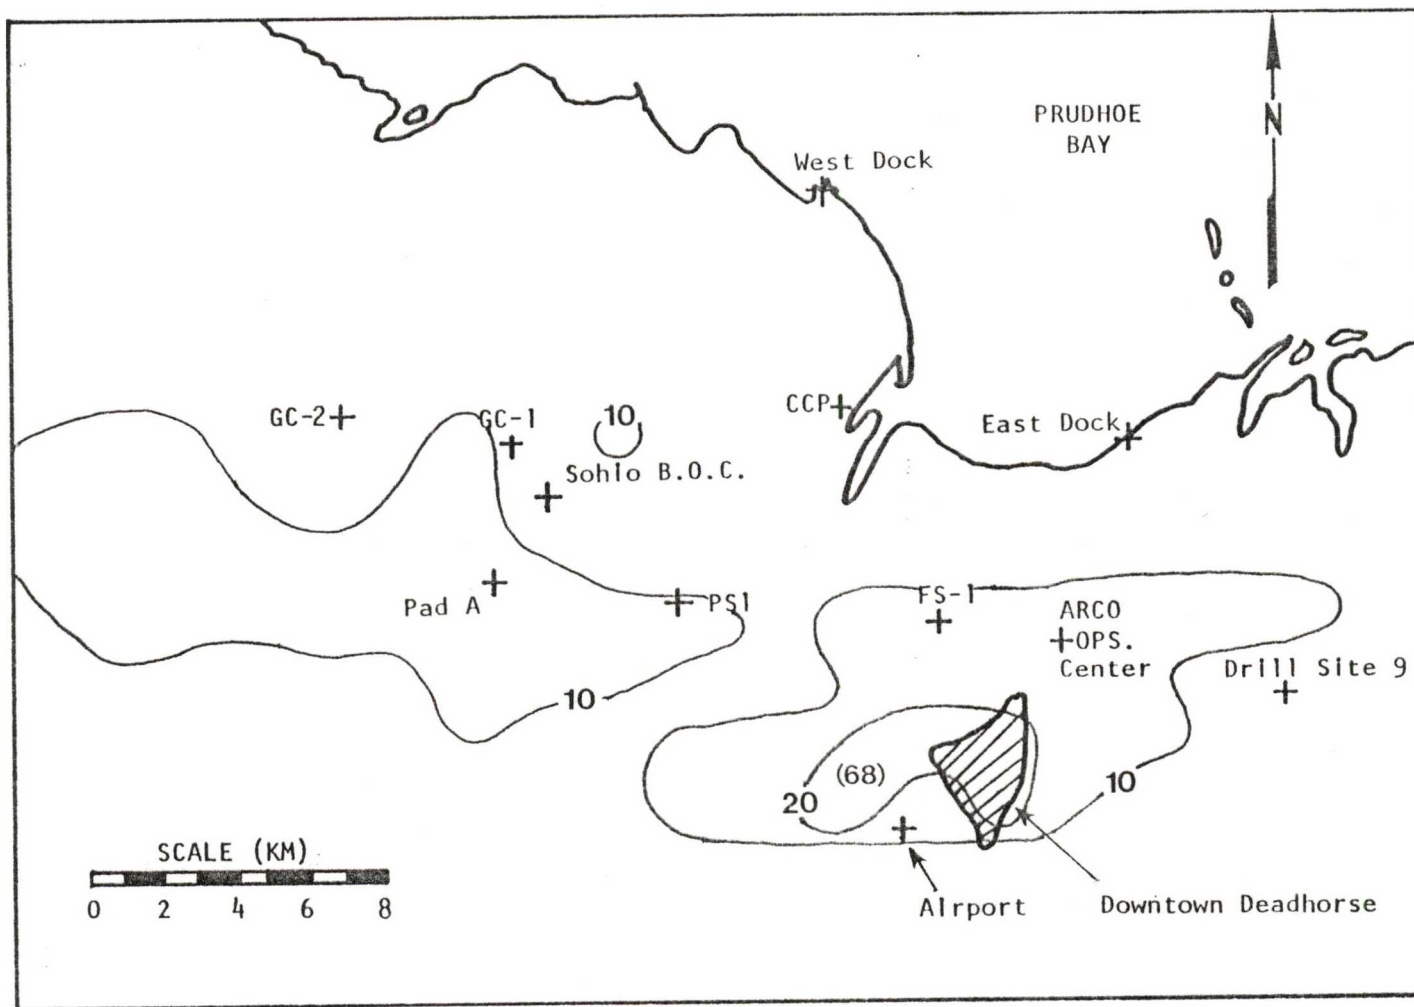 PRUDHOE
BAY
N
West Dock
GC-2
GC-1
10
CCP
East Dock
Sohio B.O.C.
Pad A
PS1
FS-1
ARCO
OPS.
Center
Drill Site 9
10
(68)
20
10
SCALE (KM)
0 2 4 6 8
Airport
Downtown Deadhorse